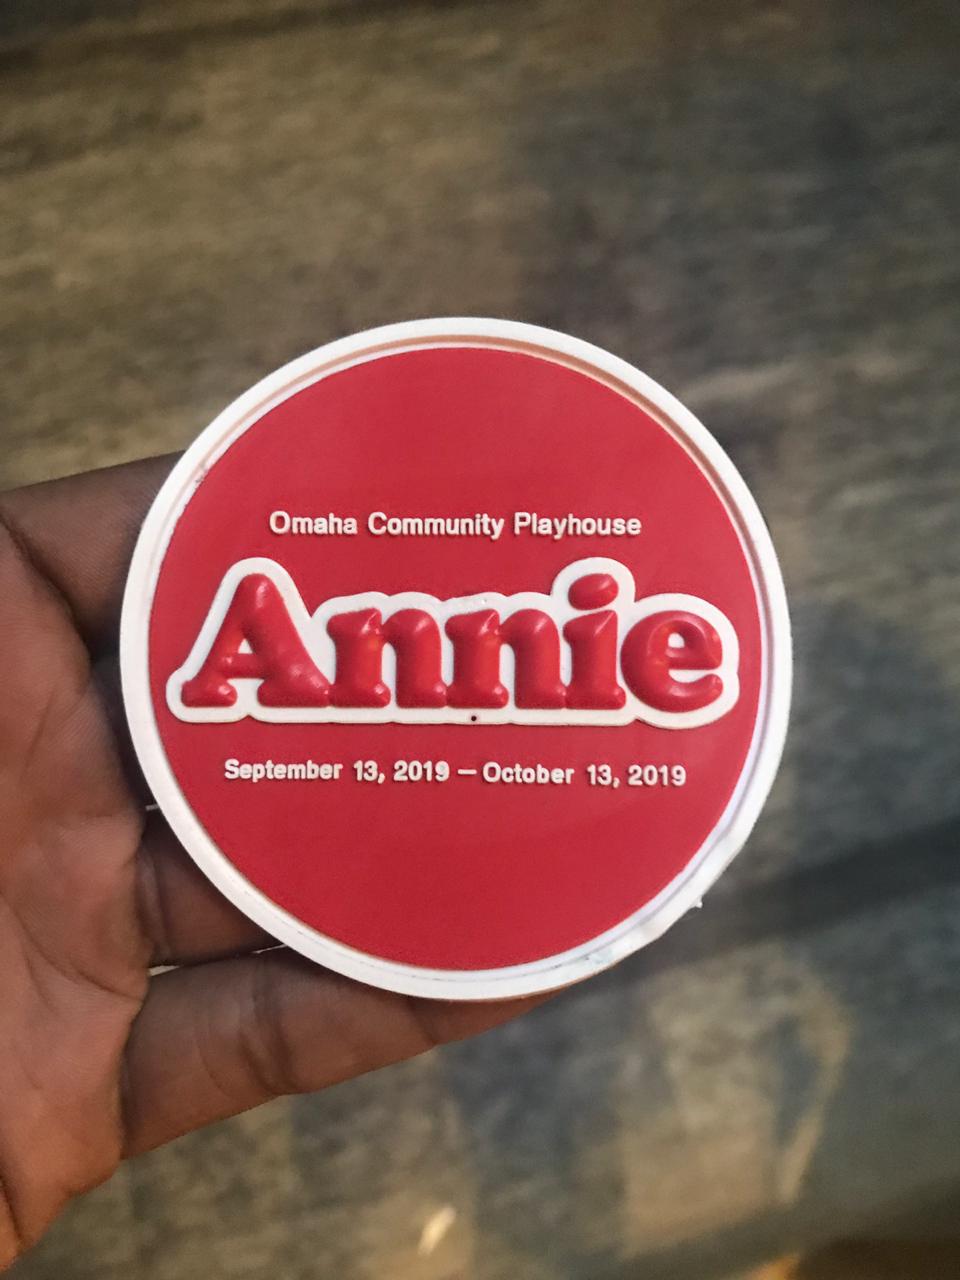 Omaha Community Playhouse
Annie
September 13, 2019 – October 13, 2019